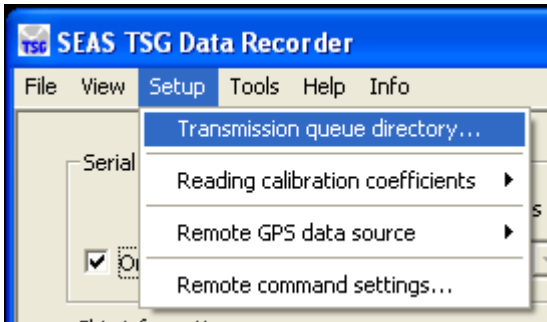 TSG SEAS TSG Data Recorder
File View Setup Tools Help Info
Transmission queue directory...
Serial
Reading calibration coefficients
s
Remote GPS data source
Remote command settings...